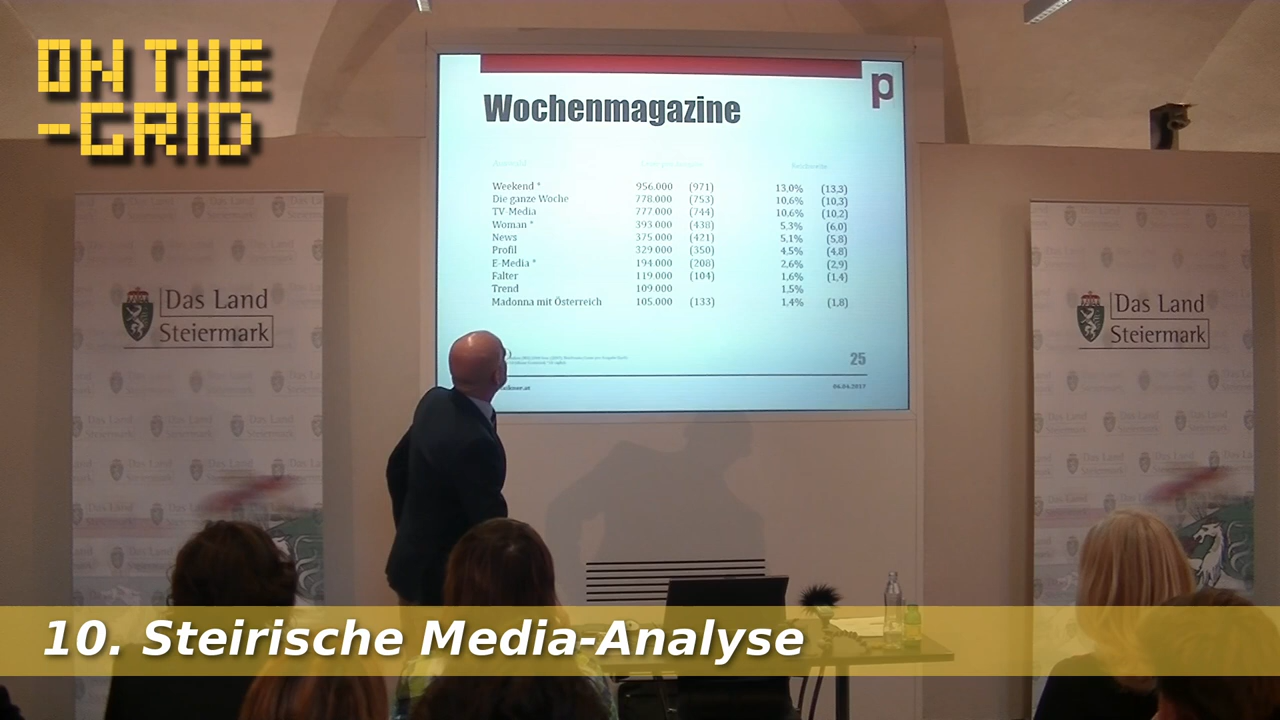 ON THE
-GRID
p
Wochenmagazine
Auswahl Reichweite
Weekend * 956.000 (971) 13,0% (13,3)
Die ganze Woche 778.000 (753) 10,6% (10,3)
TV-Media 777.000 (744) 10,6% (10,2)
Woman * 393.000 (438) 5,3% (6,0)
News 375.000 (421) 5,1% (5,8)
Profil 329.000 (350) 4,5% (4,8)
E-Media * 194.000 (208) 2,6% (2,9)
Falter 119.000 (104) 1,6% (1,4)
Trend 109.000 1,5%
Madonna mit Österreich 105.000 (133) 1,4% (1,8)
25
06.04.2017
Das Land
Steiermark
Das Land
Steiermark
10. Steirische Media-Analyse